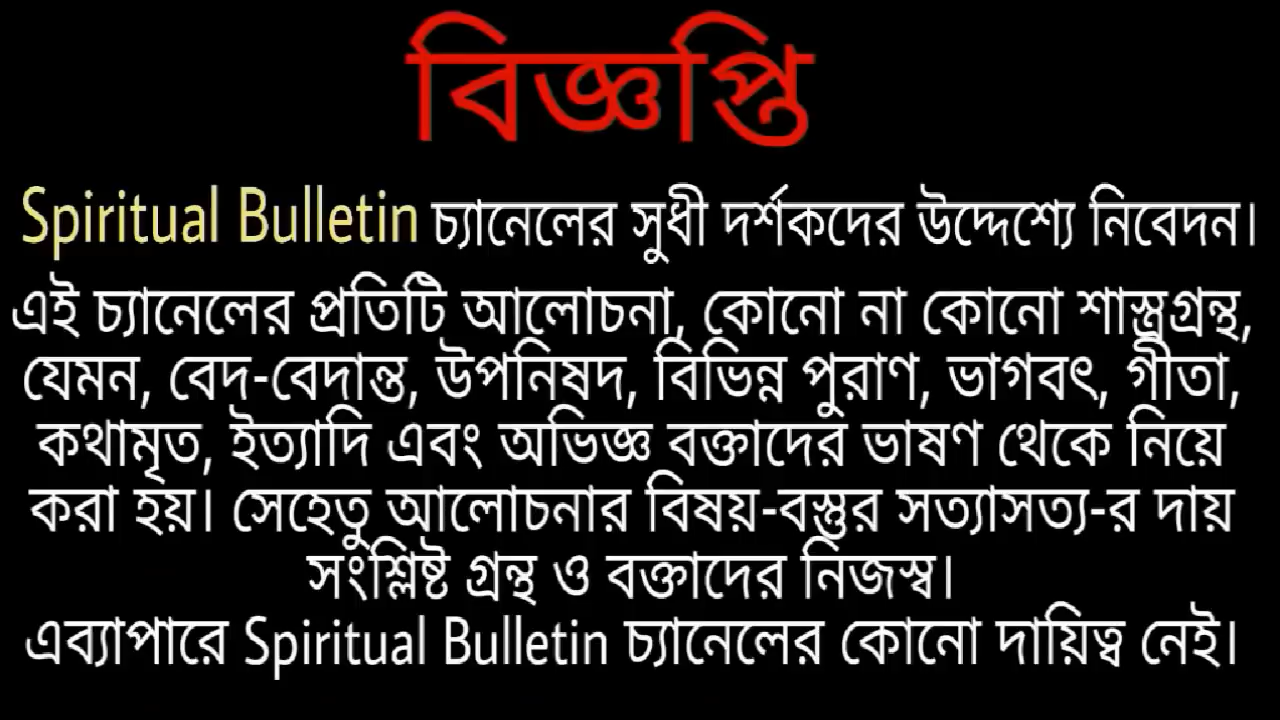 বিজ্ঞপ্তি
Spiritual Bulletin চ্যানেলের সুধী দর্শকদের উদ্দেশ্যে নিবেদন।
এই চ্যানেলের প্রতিটি আলোচনা, কোনো না কোনো শাস্ত্রগ্রন্থ,
যেমন, বেদ-বেদান্ত, উপনিষদ, বিভিন্ন পুরাণ, ভাগবৎ, গীতা,
কথামৃত, ইত্যাদি এবং অভিজ্ঞ বক্তাদের ভাষণ থেকে নিয়ে
করা হয়। সেহেতু আলোচনার বিষয়-বস্তুর সত্যাসত্য-র দায়
সংশ্লিষ্ট গ্রন্থ ও বক্তাদের নিজস্ব।
এব্যাপারে Spiritual Bulletin চ্যানেলের কোনো দায়িত্ব নেই।